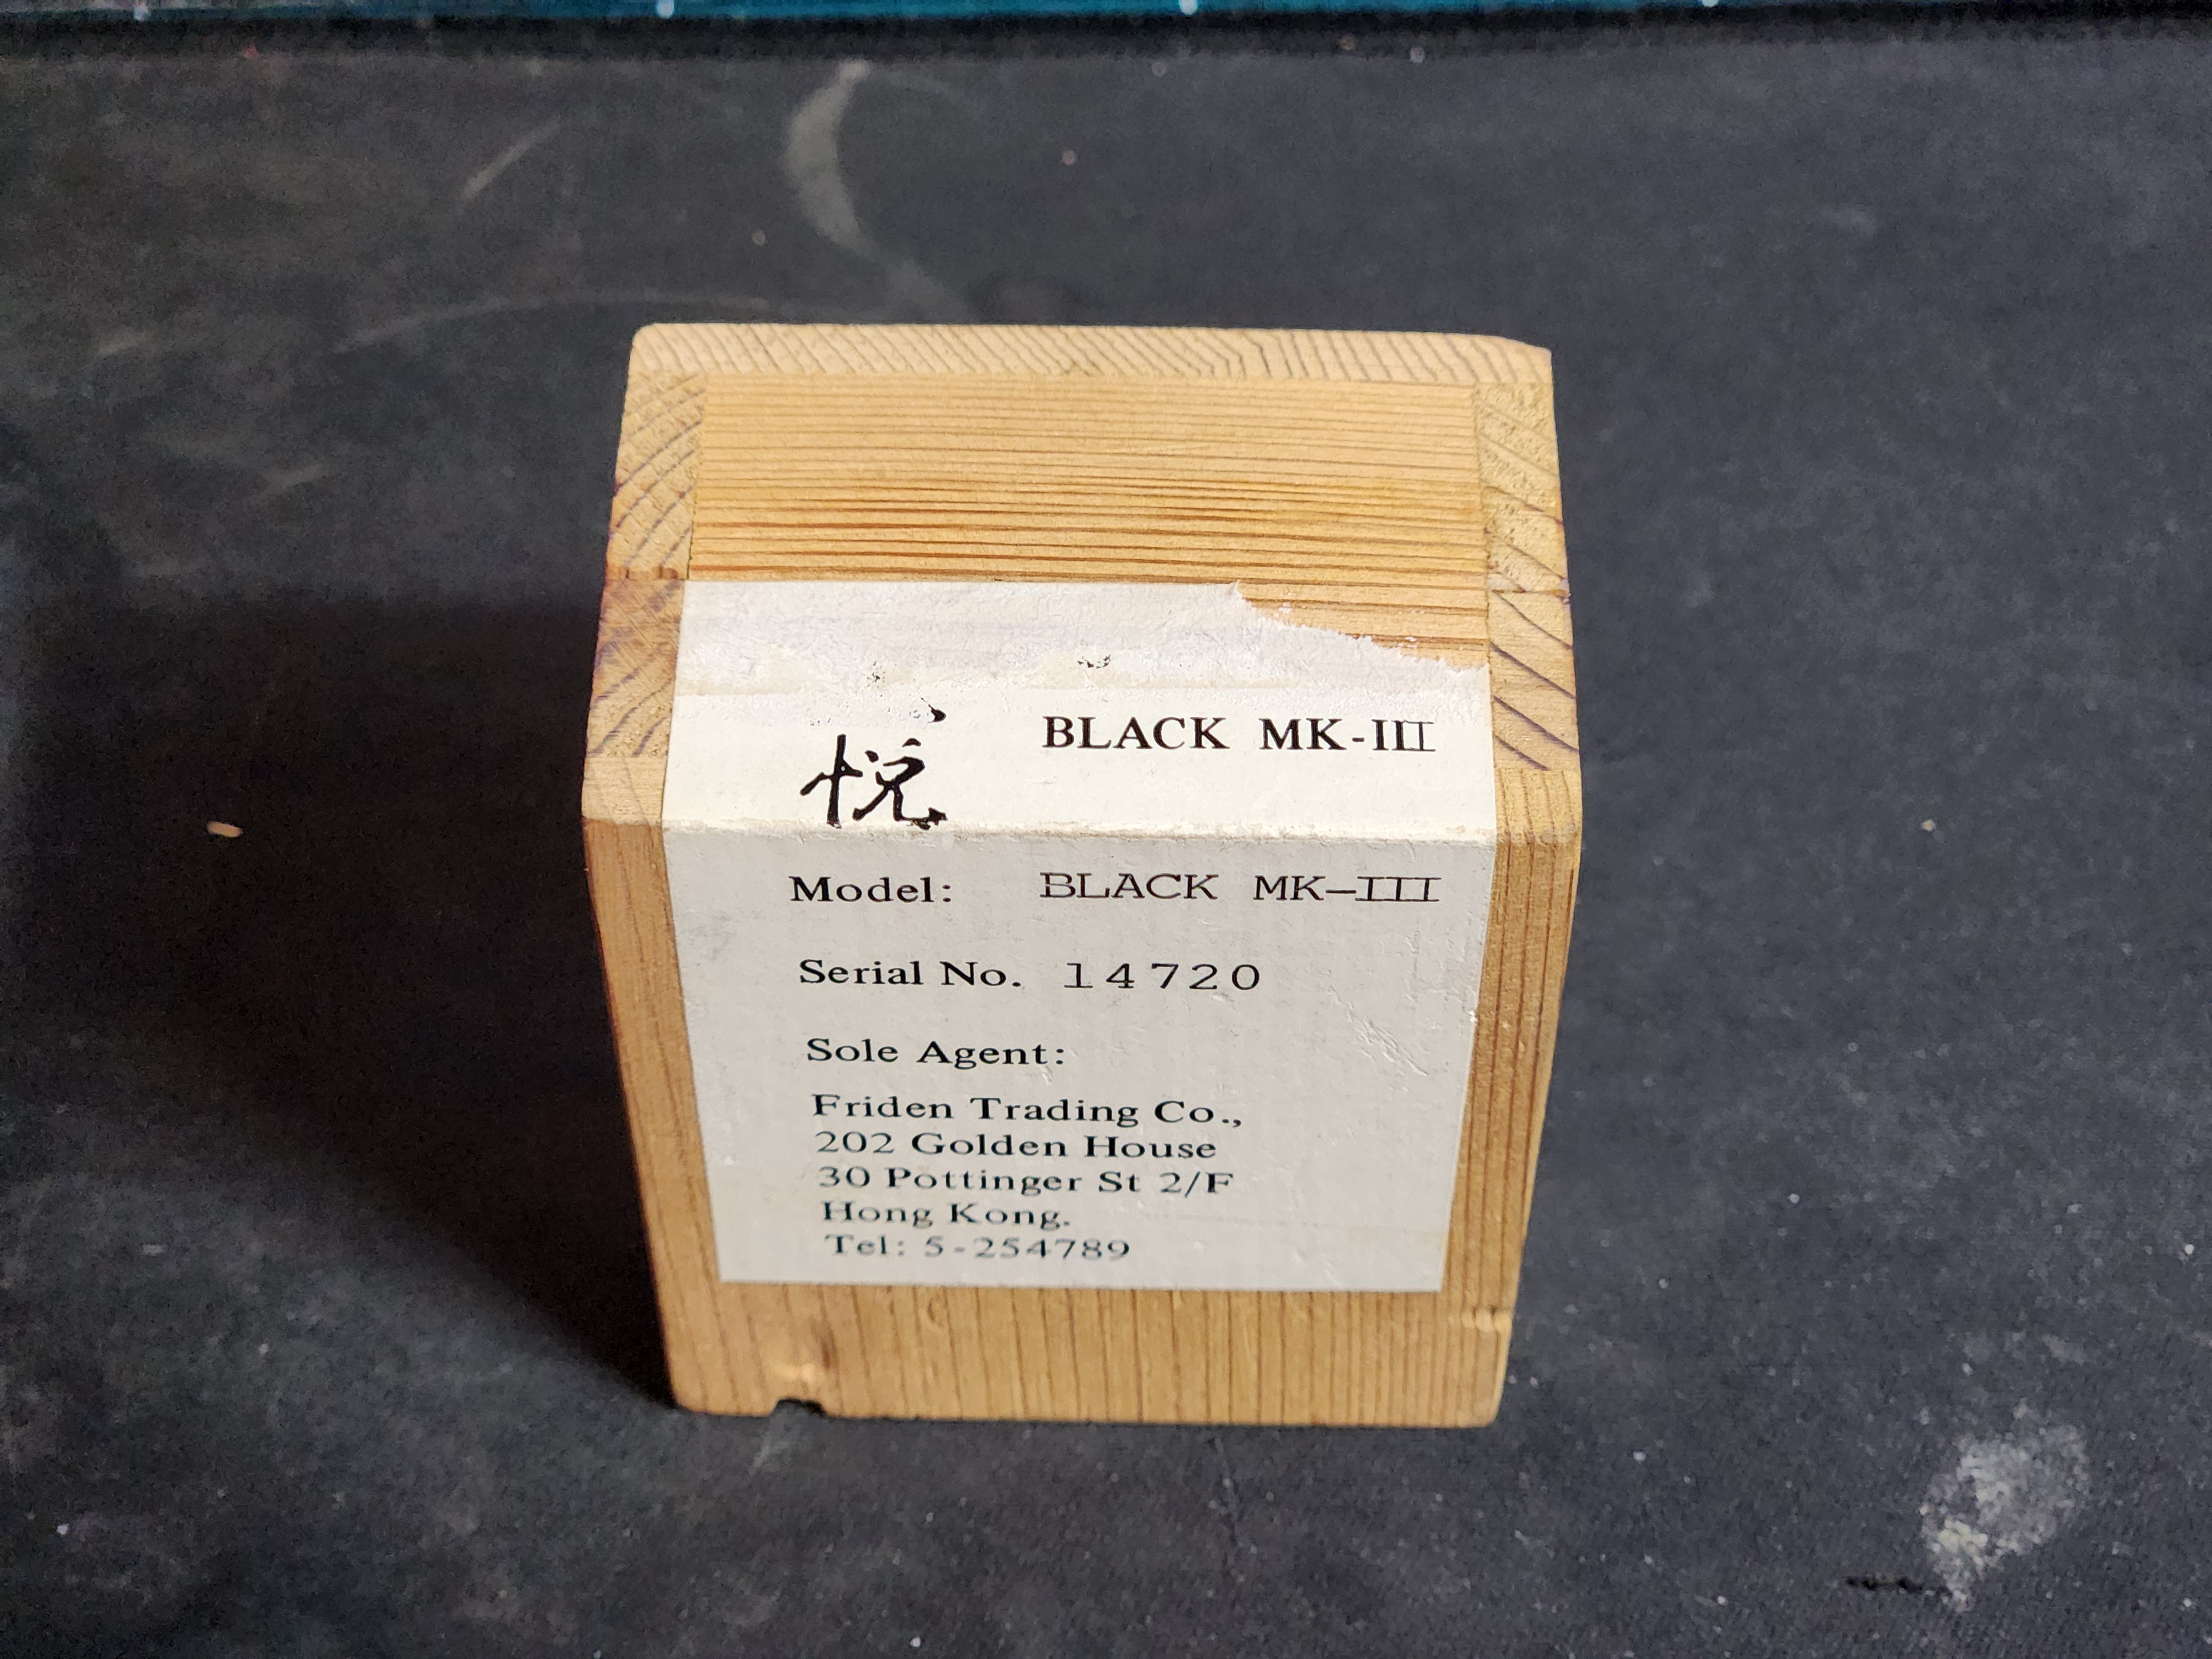 悦
BLACK MK-III
Model: BLACK MK-III
Serial No. 14720
Sole Agent:
Friden Trading Co.,
202 Golden House
30 Pottinger St 2/F
Hong Kong.
Tel: 5-254789